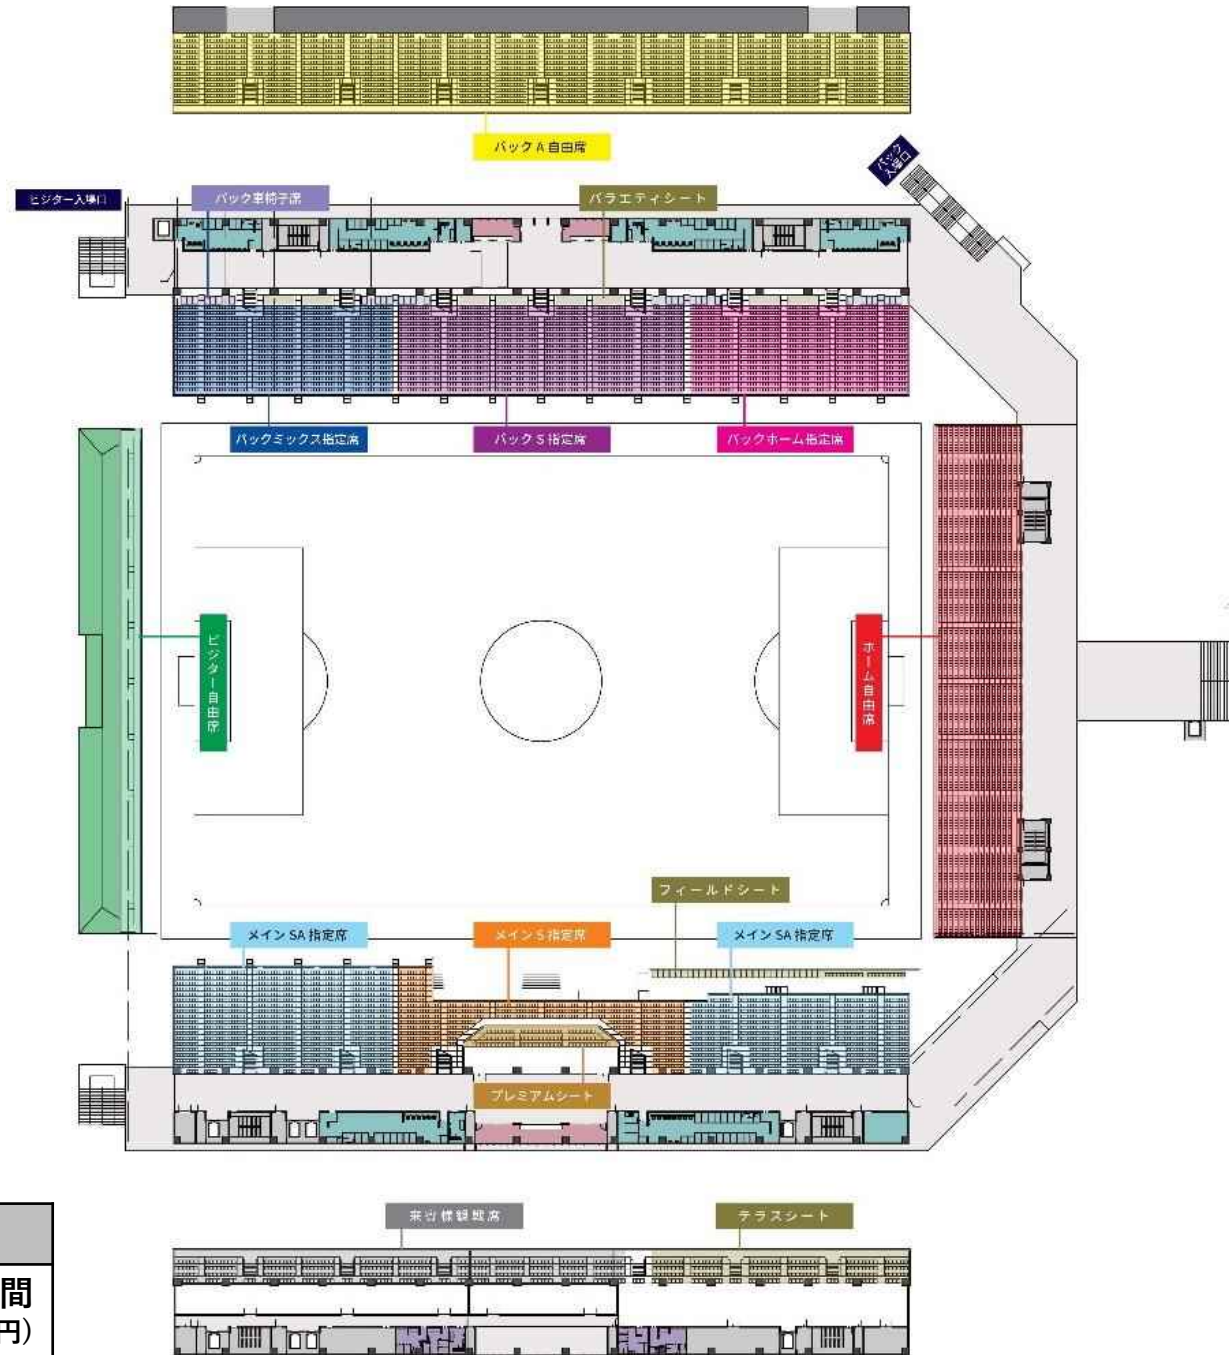 バックA自由席
バック
入場口
ビジター入場口
バック車椅子席
バラエティシート
バックミックス指定席
バックS指定席
バックホーム指定席
ビジター自由席
ホーム自由席
フィールドシート
メインSA指定席
メインS指定席
メインSA指定席
プレミアムシート
来賓様観戦席
テラスシート
間
円)